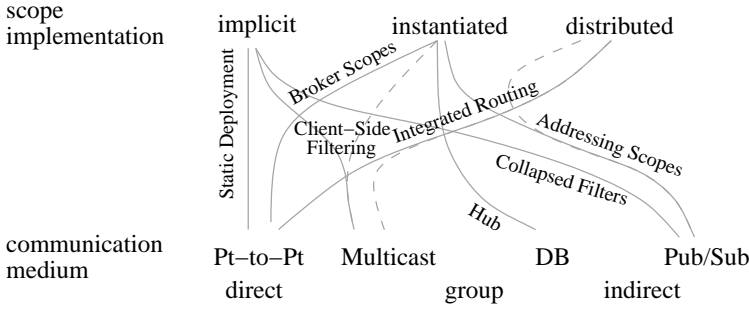 scope
implementation
implicit
instantiated
distributed
Static Deployment
Broker Scopes
Client−Side
Filtering
Integrated Routing
Addressing Scopes
Collapsed Filters
Hub
communication
medium
Pt−to−Pt
Multicast
DB
Pub/Sub
direct
group
indirect